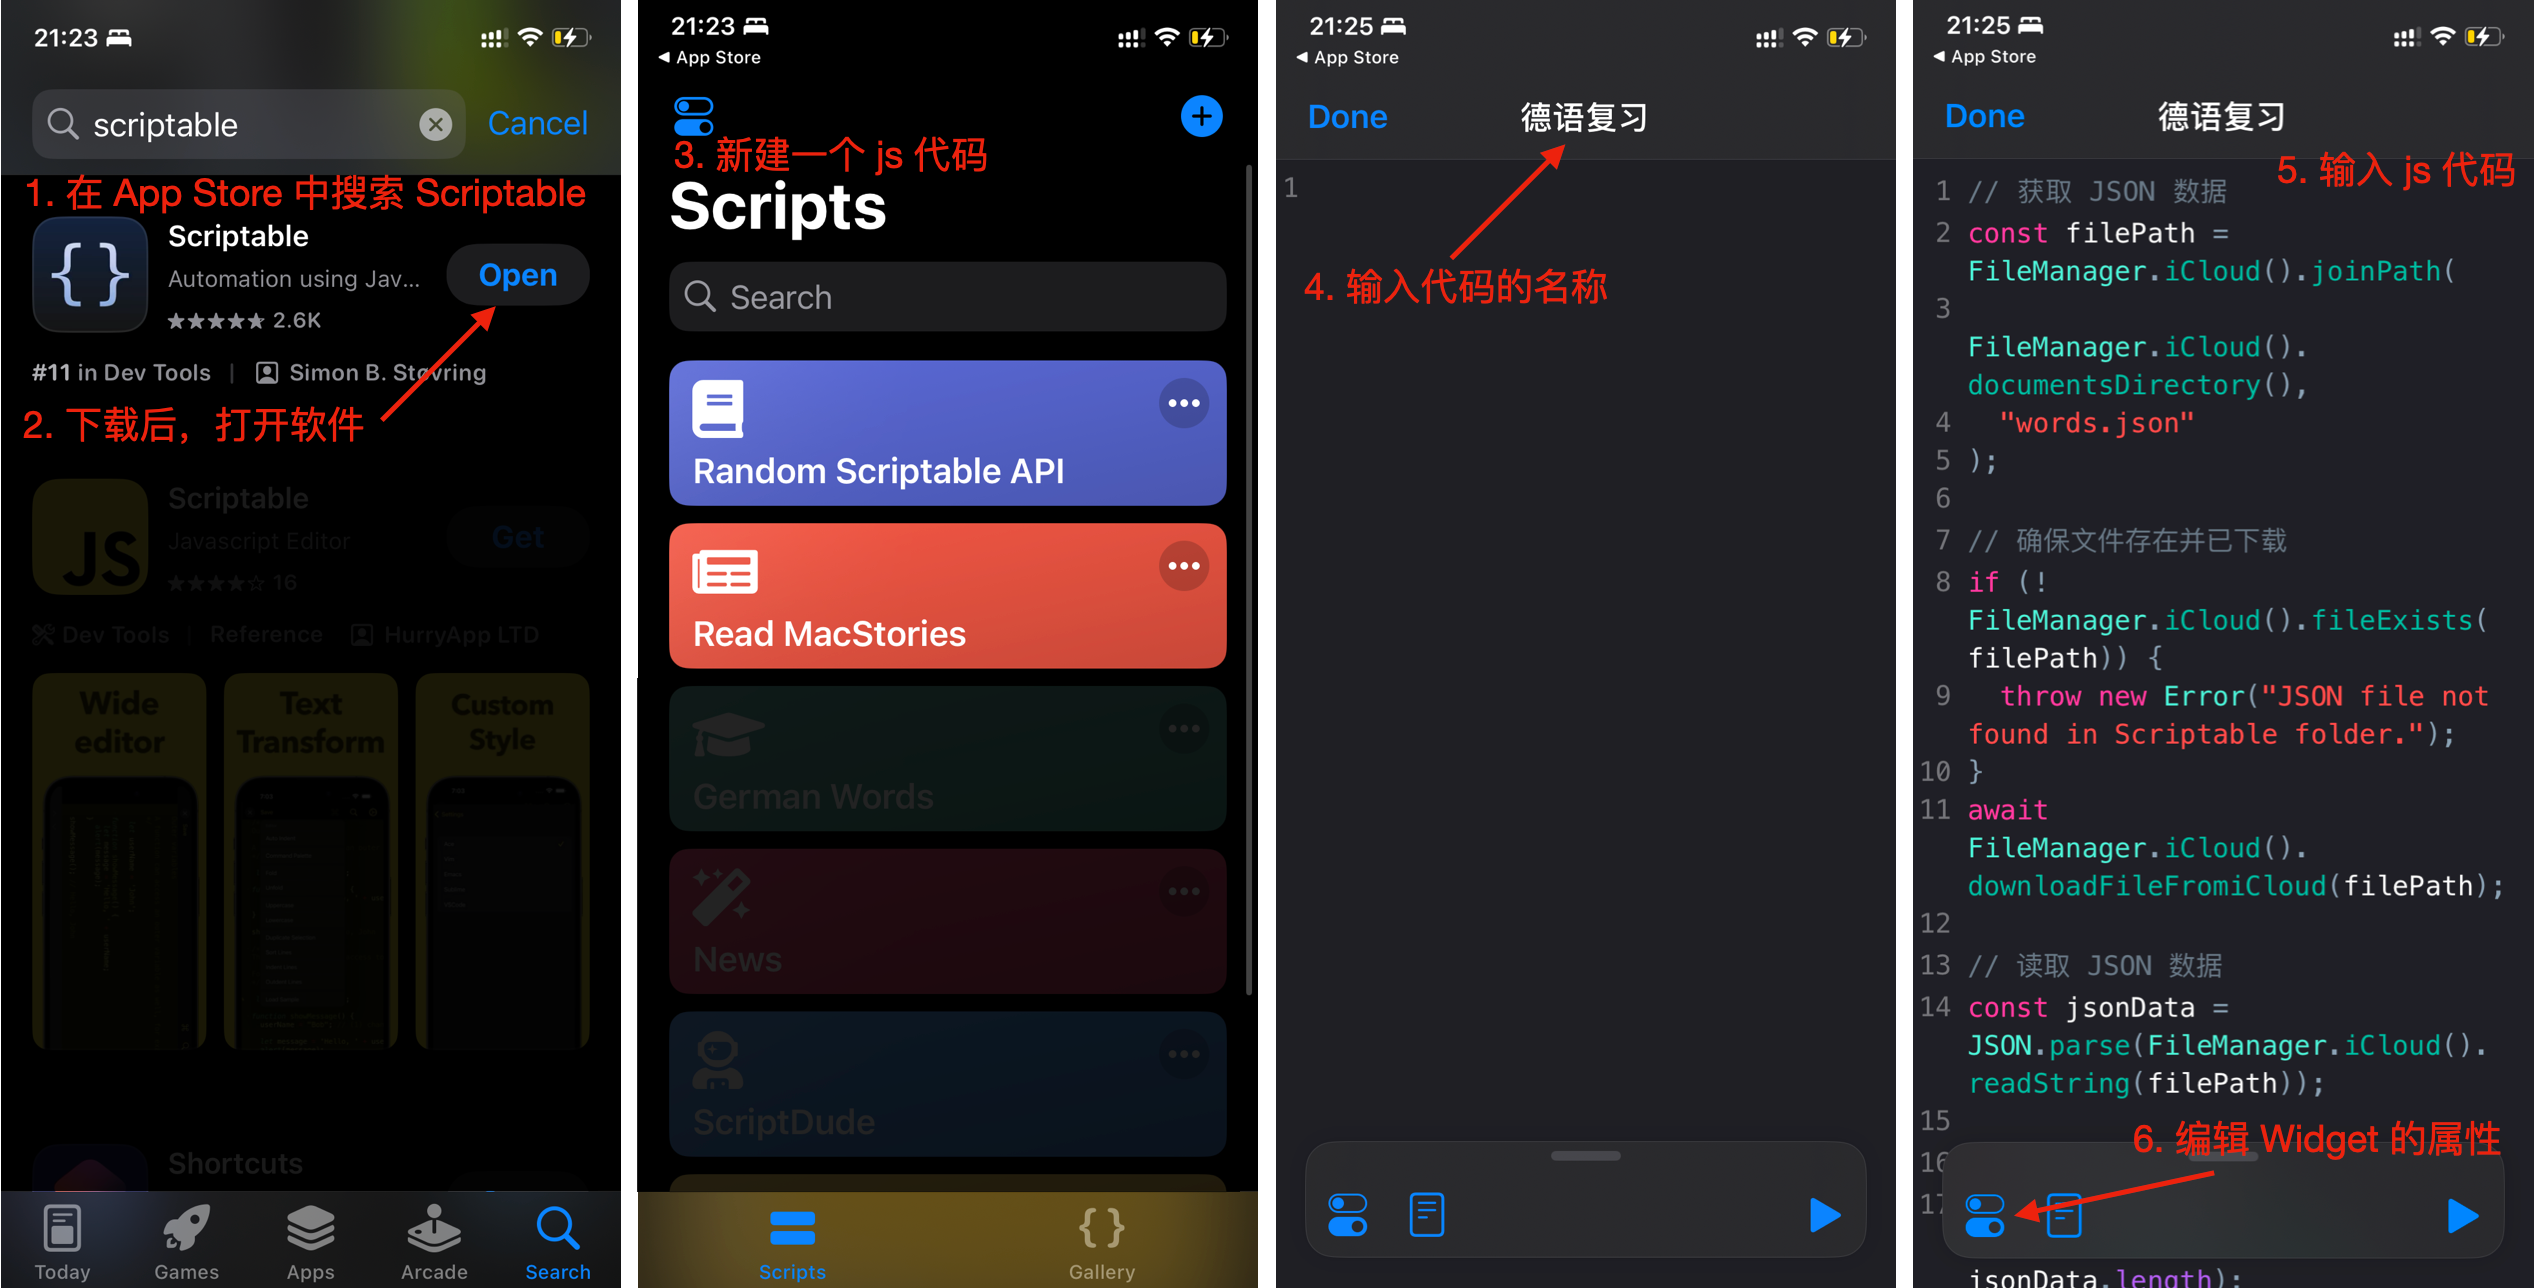 21:23
scriptable
Cancel
1. 在 App Store 中搜索 Scriptable
Scriptable
Automation using Jav...
2.6K
Open
#11 in Dev Tools
Simon B. Støvring
2. 下载后，打开软件
Scriptable
Javascript Editor
16
Get
Dev Tools
Reference
HurryApp LTD
JS
Wide
editor
Text
Transform
Custom
Style
Shortcuts
Today
Games
Apps
Arcade
Search
21:23
◀ App Store
3. 新建一个 js 代码
Scripts
Search
Random Scriptable API
Read MacStories
German Words
News
ScriptDude
Scripts
Gallery
21:25
◀ App Store
Done
德语复习
1
4. 输入代码的名称
21:25
◀ App Store
Done
德语复习
5. 输入 js 代码
1 // 获取 JSON 数据
2 const filePath =
FileManager.iCloud().joinPath(
3
FileManager.iCloud().
documentsDirectory(),
4 "words.json"
5 );
6
7 // 确保文件存在并已下载
8 if (!
FileManager.iCloud().fileExists(
filePath)) {
9 throw new Error("JSON file not
found in Scriptable folder.");
10 }
11 await
FileManager.iCloud().
downloadFileFromiCloud(filePath);
12
13 // 读取 JSON 数据
14 const jsonData =
JSON.parse(FileManager.iCloud().
readString(filePath));
15
6. 编辑 Widget 的属性
16
17
jsonData.length);